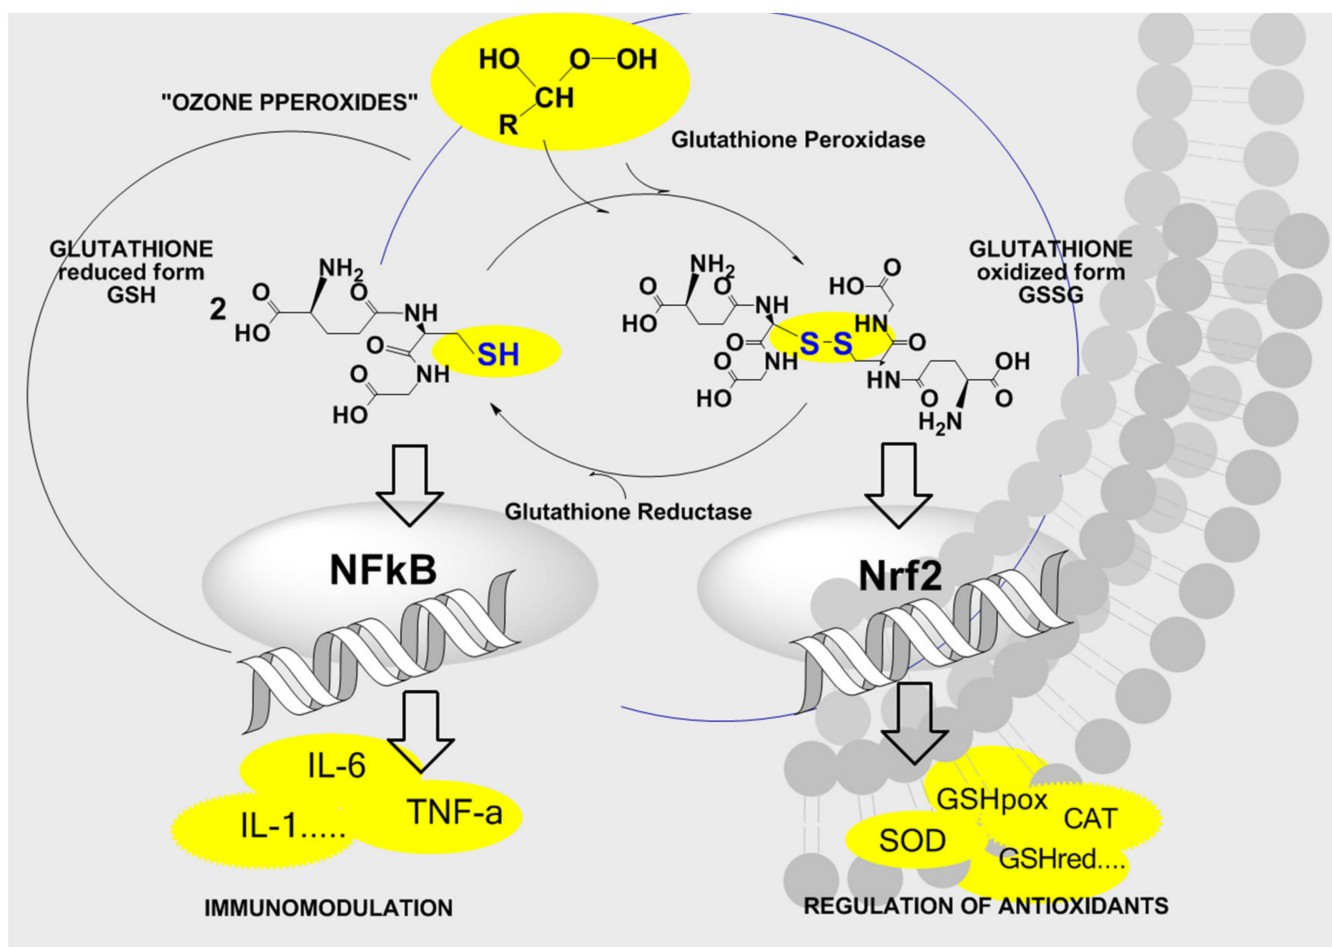 HO
O—OH
CH
R
"OZONE PPEROXIDES"
Glutathione Peroxidase
GLUTATHIONE
reduced form
GSH
2
NH2
O
HO
O
NH
O
NH
O
HO
SH
NH2
O
HO
O
NH
O
NH
O
HO
S-S
O
HO
HN
O
HN
O
OH
O
H2N
GLUTATHIONE
oxidized form
GSSG
Glutathione Reductase
NFkB
Nrf2
IL-6
TNF-a
IL-1.....
GSHpox
CAT
SOD
GSHred....
IMMUNOMODULATION
REGULATION OF ANTIOXIDANTS